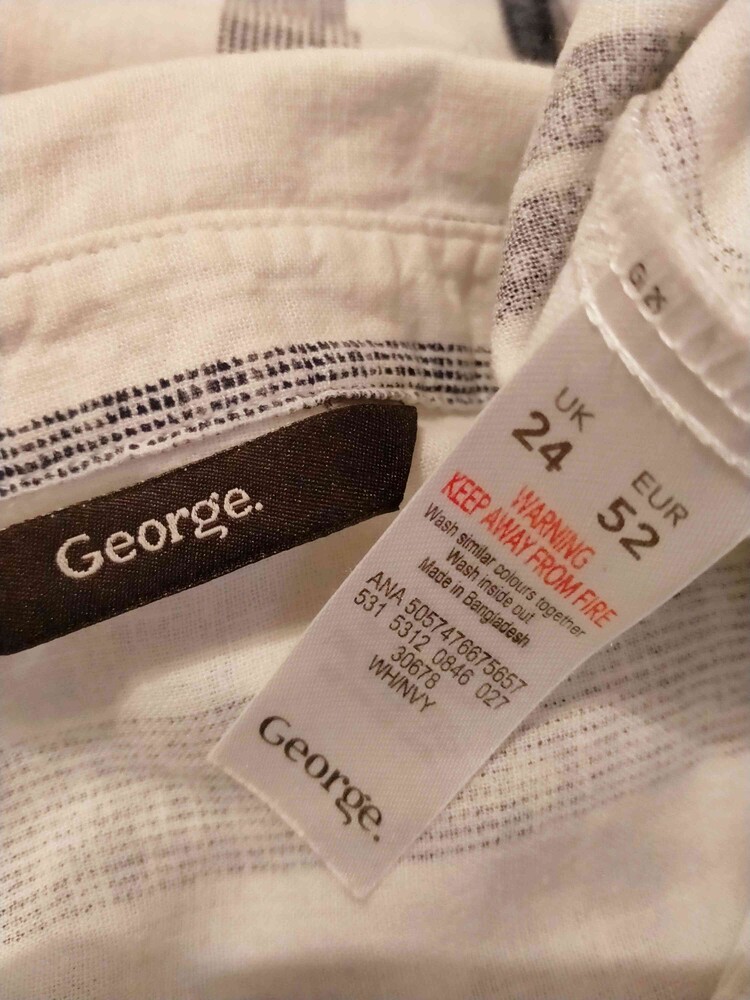 George.
G 25
UK
24
EUR
52
WARNING
KEEP AWAY FROM FIRE
Wash similar colours together
Wash inside out
Made in Bangladesh
ANA 5057476675657
531 5312 0846 027
30678
WH/NVY
George.